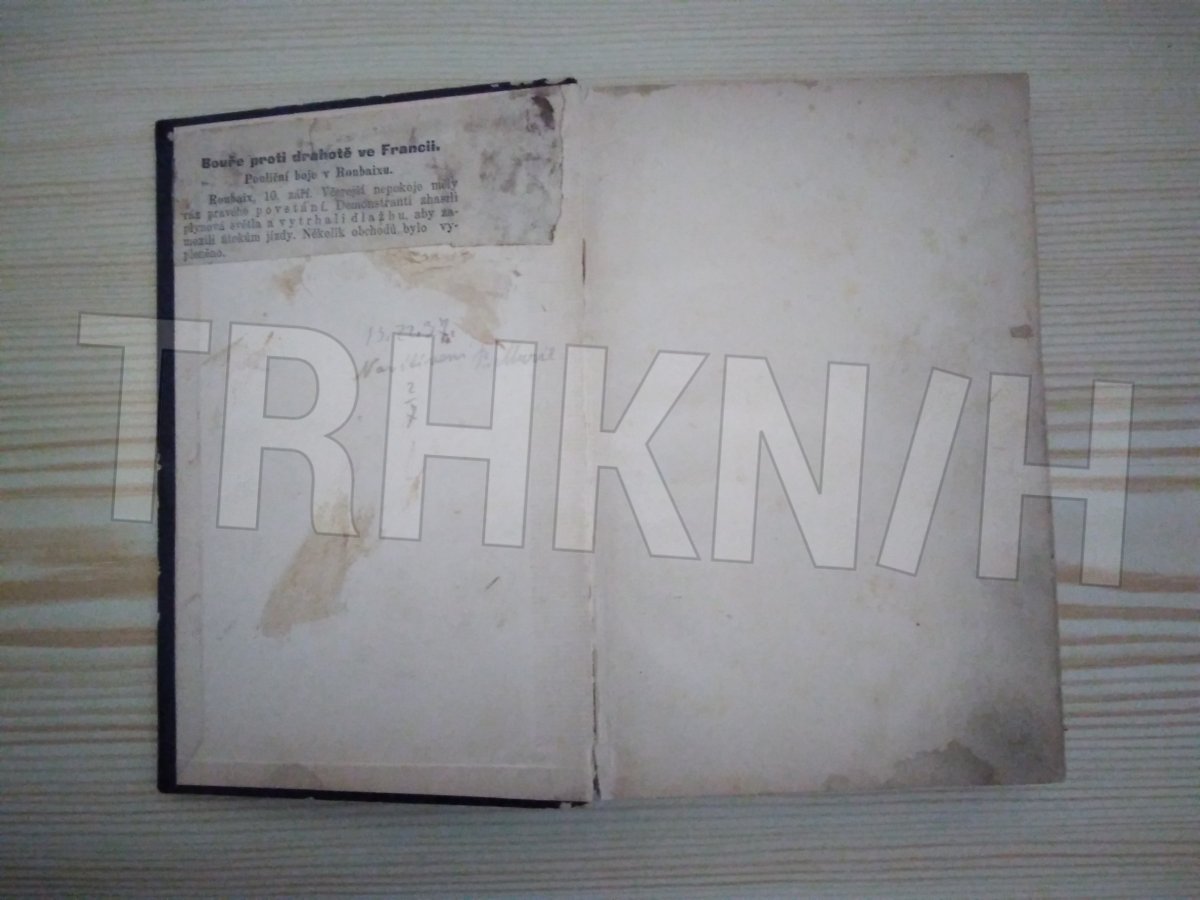 Bouře proti drahotě ve Francii.
Pouliční boje v Roubaixu.
Roubaix, 10. září. Včerejší nepokoje měly
ráz pravého povstání. Demonstranti zhasili
plynová světla a vytrhali dlažbu, aby za-
mezili útokům jízdy. Několik obchodů bylo vy-
pleněno.
TRHKN/H